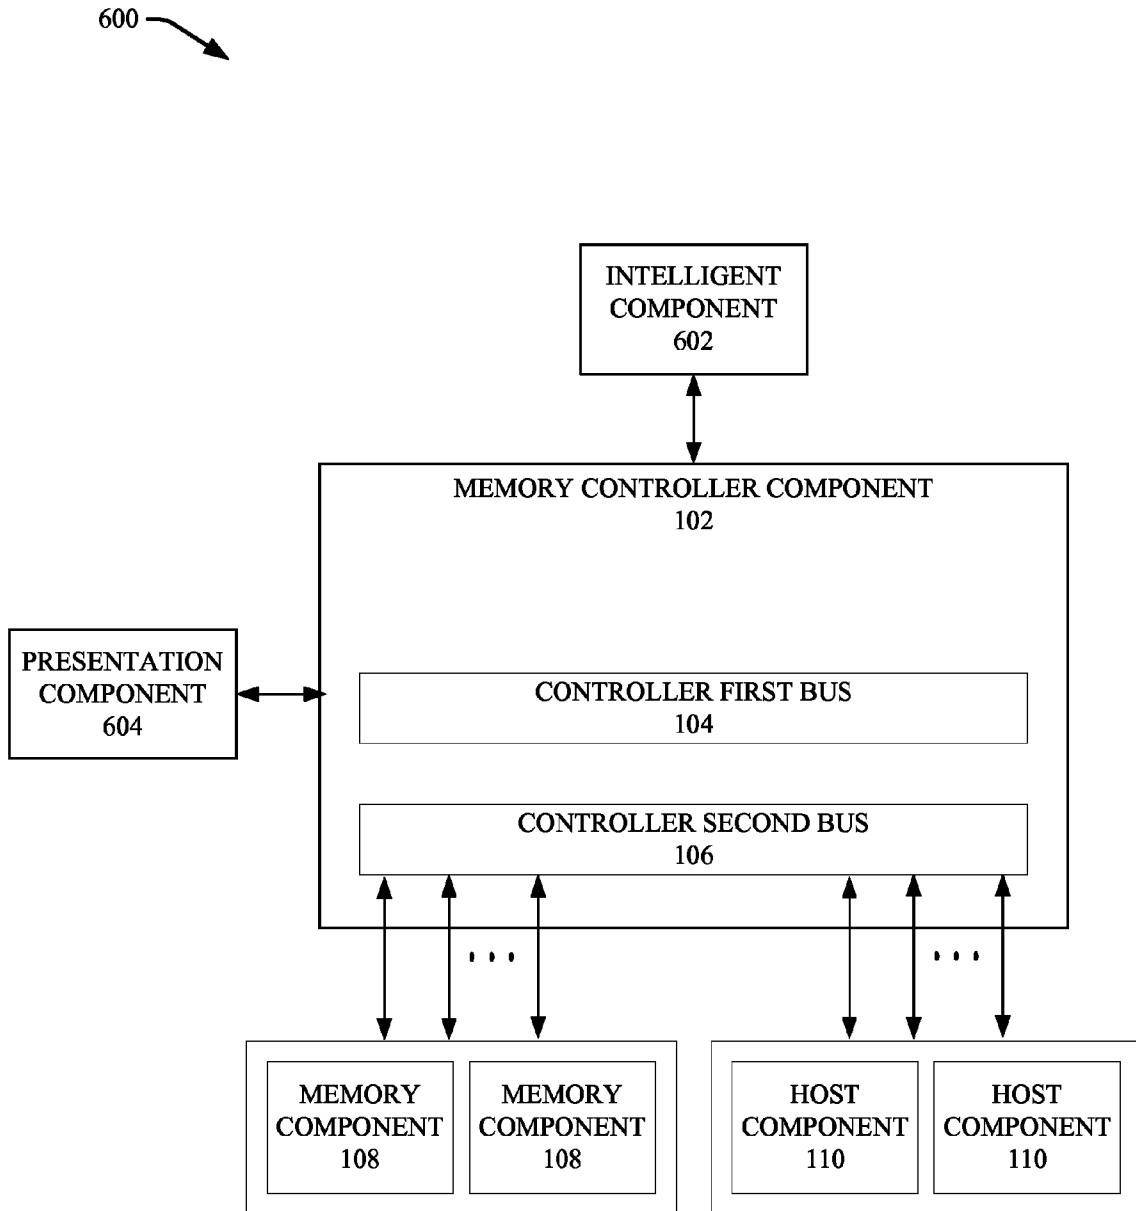 600
INTELLIGENT
COMPONENT
602
MEMORY CONTROLLER COMPONENT
102
PRESENTATION
COMPONENT
604
CONTROLLER FIRST BUS
104
CONTROLLER SECOND BUS
106
. . .
. . .
MEMORY
COMPONENT
108
MEMORY
COMPONENT
108
HOST
COMPONENT
110
HOST
COMPONENT
110